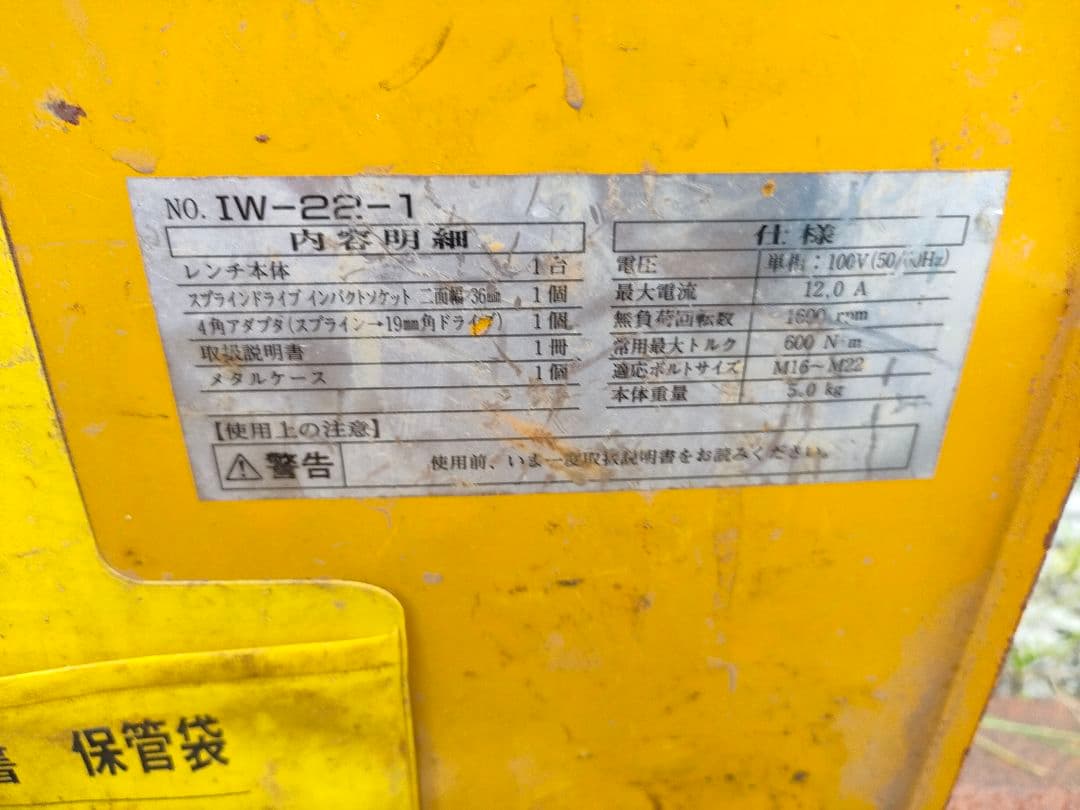 NO. IW-22-1
内容明細
レンチ本体 1台
スプラインドライブ インパクトソケット 二面幅 36mm 1個
4角アダプタ(スプライン→19mm角ドライブ) 1個
取扱説明書 1冊
メタルケース 1個
仕様
電圧 単相:100V(50/60Hz)
最大電流 12.0 A
無負荷回転数 1600 rpm
常用最大トルク 600 N·m
適応ボルトサイズ M16~M22
本体重量 5.0 kg
【使用上の注意】
警告 使用前、いま一度取扱説明書をお読みください。
書 保管袋